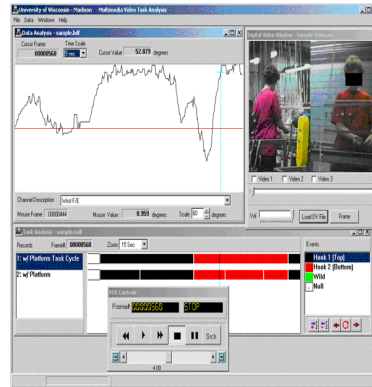 University of Wisconsin - Madison Multimedia Video Task Analysis
File Data Windows Help
Data Analysis - sample.bdf
Cursor Frame:
00000560
Time Scale
Cursor Value:
52.879 degrees
Channel Description
Wrist F/E
Mouse Frame: 00000444
Mouse Value: 8.959 degrees
Scale 60 degrees
Digital Video Window - Sample Video.avi
Video 1
Video 2
Video 3
Vol
Load DV File
Frame
Task Analysis - sample.mdf
Records
Frame#: 00000560
Zoom
15 Sec
1: w/ Platform Task Cycle
2: w/ Platform
Events
Hook 1 (Top)
Hook 2 (Bottom)
Wild
Null
VCR Controls
Frame#: 00000560
STOP
Srch
4.00